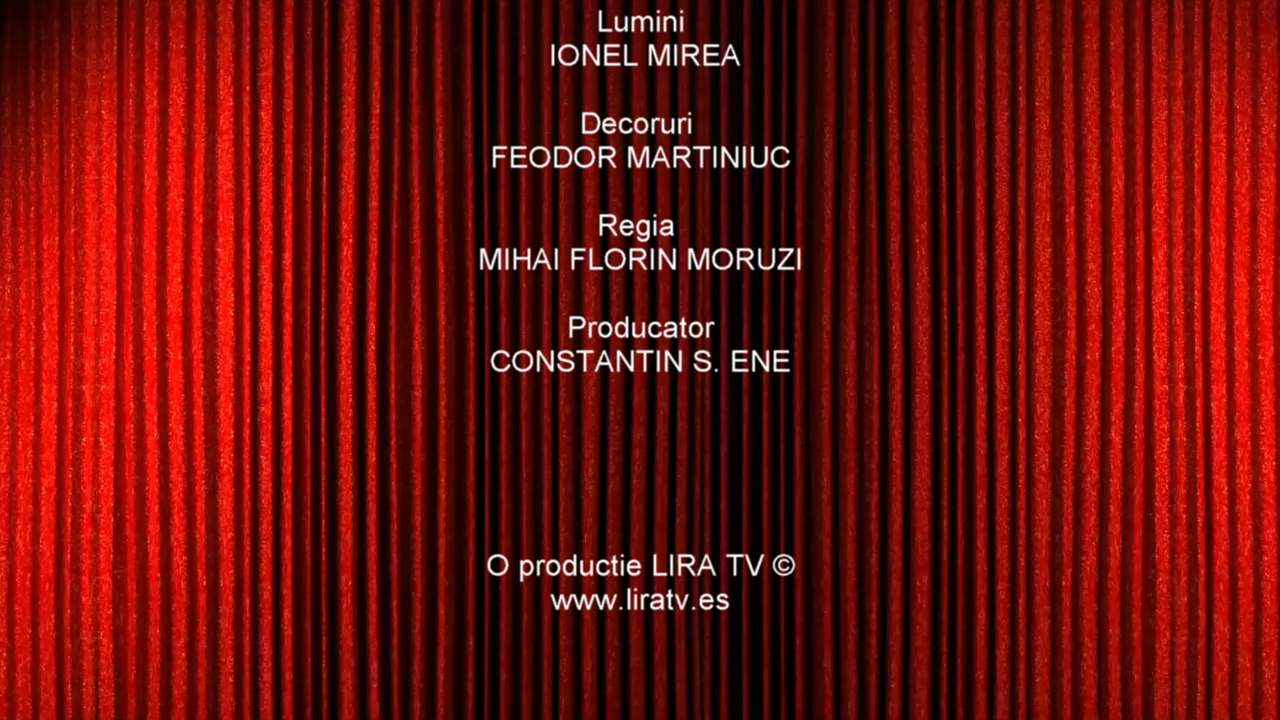 Lumini
IONEL MIREA
Decoruri
FEODOR MARTINIUC
Regia
MIHAI FLORIN MORUZI
Producator
CONSTANTIN S. ENE
O productie LIRA TV ©
www.liratv.es